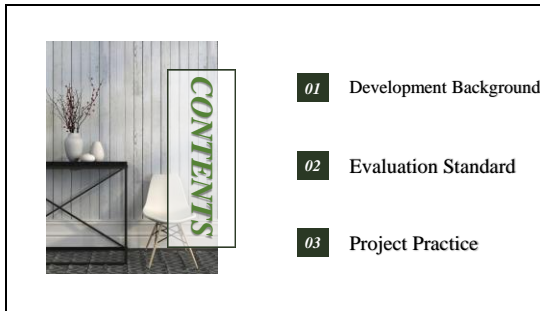 CONTENTS
01 Development Background
02 Evaluation Standard
03 Project Practice